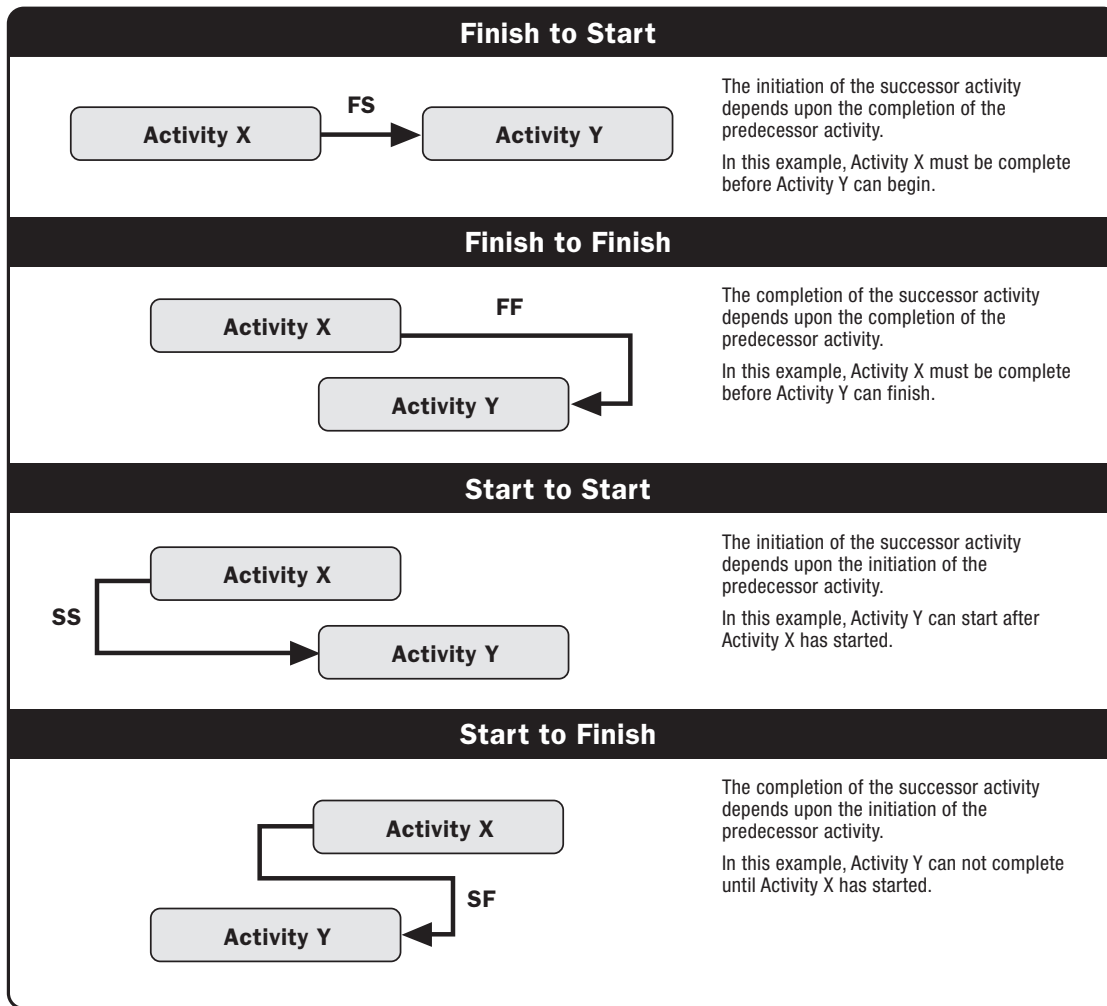 Finish to Start
FS
Activity X
Activity Y
The initiation of the successor activity
depends upon the completion of the
predecessor activity.
In this example, Activity X must be complete
before Activity Y can begin.
Finish to Finish
Activity X
FF
Activity Y
The completion of the successor activity
depends upon the completion of the
predecessor activity.
In this example, Activity X must be complete
before Activity Y can finish.
Start to Start
Activity X
SS
Activity Y
The initiation of the successor activity
depends upon the initiation of the
predecessor activity.
In this example, Activity Y can start after
Activity X has started.
Start to Finish
Activity X
SF
Activity Y
The completion of the successor activity
depends upon the initiation of the
predecessor activity.
In this example, Activity Y can not complete
until Activity X has started.